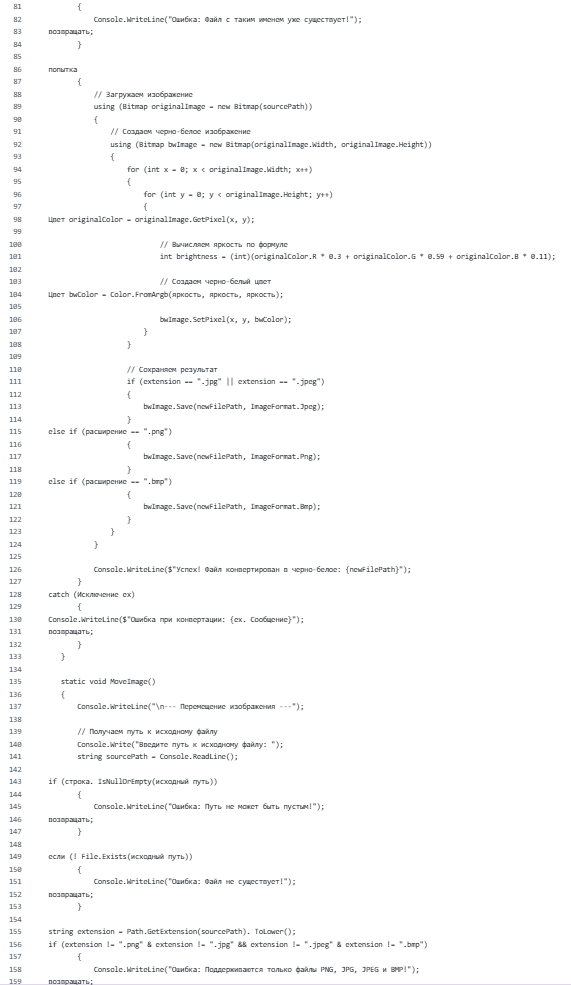 81 {
82 Console.WriteLine("Ошибка: Файл с таким именем уже существует!");
83 возвращать;
84 }
85
86 попытка
87 {
88 // Загружаем изображение
89 using (Bitmap originalImage = new Bitmap(sourcePath))
90 {
91 // Создаем черно-белое изображение
92 using (Bitmap bwImage = new Bitmap(originalImage.Width, originalImage.Height))
93 {
94 for (int x = 0; x < originalImage.Width; x++)
95 {
96 for (int y = 0; y < originalImage.Height; y++)
97 {
98 Цвет originalColor = originalImage.GetPixel(x, y);
99
100 // Вычисляем яркость по формуле
101 int brightness = (int)(originalColor.R * 0.3 + originalColor.G * 0.59 + originalColor.B * 0.11);
102
103 // Создаем черно-белый цвет
104 Цвет bwColor = Color.FromArgb(яркость, яркость, яркость);
105
106 bwImage.SetPixel(x, y, bwColor);
107 }
108 }
109
110 // Сохраняем результат
111 if (extension == ".jpg" || extension == ".jpeg")
112 {
113 bwImage.Save(newFilePath, ImageFormat.Jpeg);
114 }
115 else if (расширение == ".png")
116 {
117 bwImage.Save(newFilePath, ImageFormat.Png);
118 }
119 else if (расширение == ".bmp")
120 {
121 bwImage.Save(newFilePath, ImageFormat.Bmp);
122 }
123 }
124 }
125
126 Console.WriteLine($"Успех! Файл конвертирован в черно-белое: {newFilePath}");
127 }
128 catch (Исключение ex)
129 {
130 Console.WriteLine($"Ошибка при конвертации: {ex. Сообщение}");
131 возвращать;
132 }
133 }
134
135 static void MoveImage()
136 {
137 Console.WriteLine("\n--- Перемещение изображения ---");
138
139 // Получаем путь к исходному файлу
140 Console.Write("Введите путь к исходному файлу: ");
141 string sourcePath = Console.ReadLine();
142
143 if (строка. IsNullOrEmpty(исходный путь))
144 {
145 Console.WriteLine("Ошибка: Путь не может быть пустым!");
146 возвращать;
147 }
148
149 если (! File.Exists(исходный путь))
150 {
151 Console.WriteLine("Ошибка: Файл не существует!");
152 возвращать;
153 }
154
155 string extension = Path.GetExtension(sourcePath). ToLower();
156 if (extension != ".png" & extension != ".jpg" && extension != ".jpeg" & extension != ".bmp")
157 {
158 Console.WriteLine("Ошибка: Поддерживаются только файлы PNG, JPG, JPEG и BMP!");
159 возвращать;